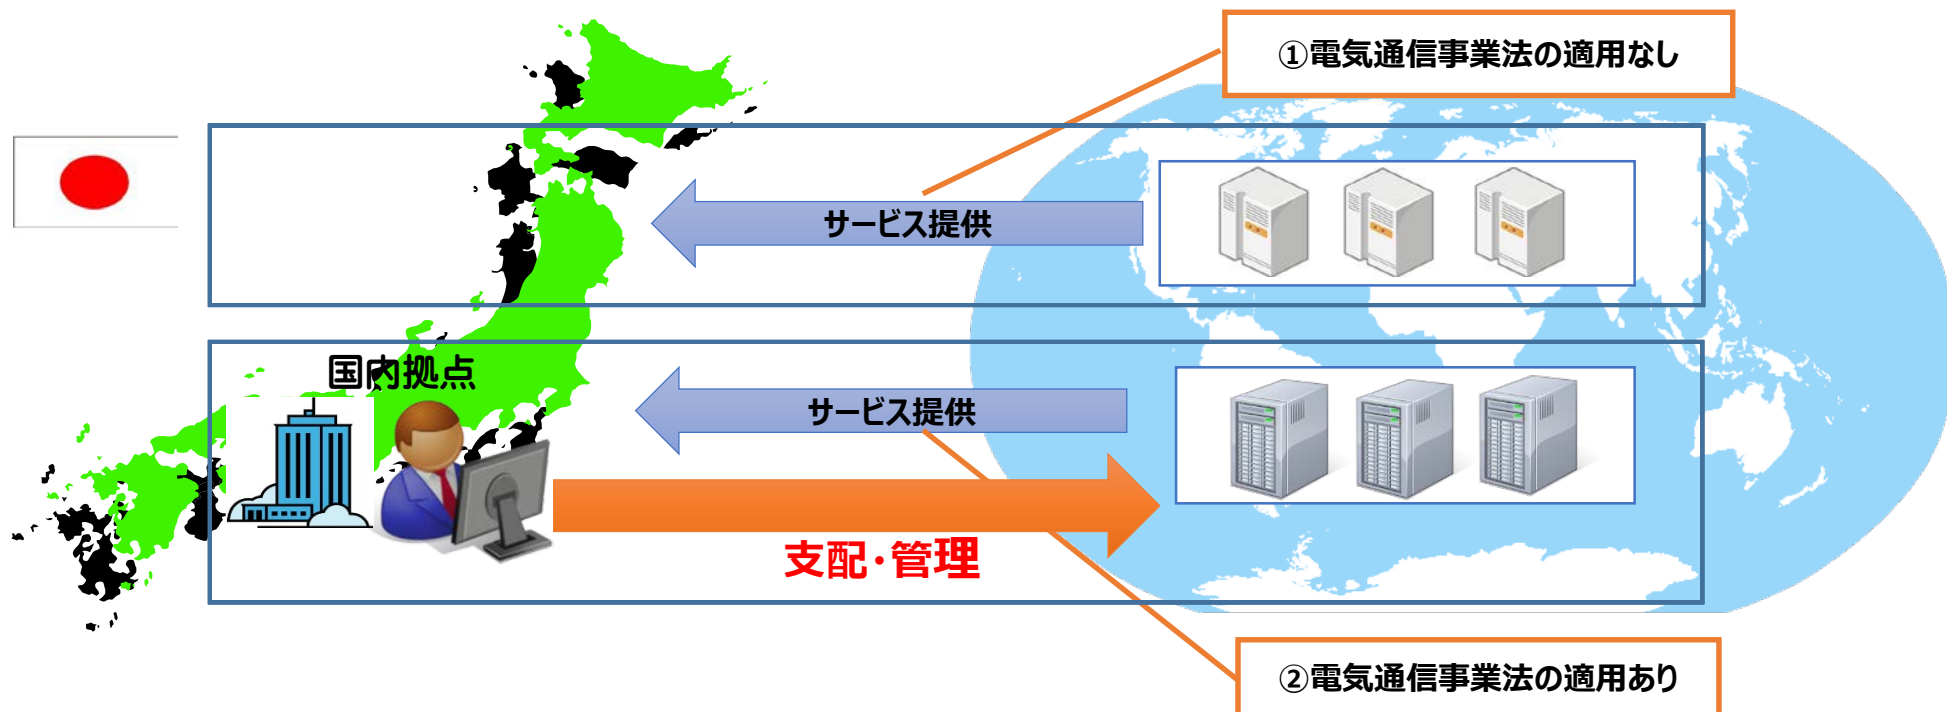 ①電気通信事業法の適用なし
サービス提供
国内拠点
サービス提供
支配・管理
②電気通信事業法の適用あり